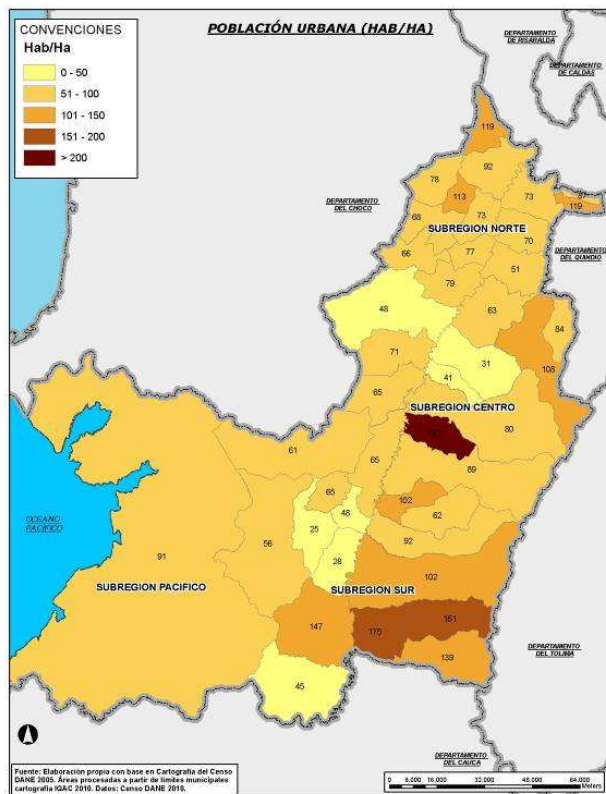 POBLACIÓN URBANA (HAB/HA)
CONVENCIONES
Hab/Ha
0 - 50
51 - 100
101 - 150
151 - 200
> 200
DEPARTAMENTO
DE RISARALDA
DEPARTAMENTO
DE CALDAS
119
92
78
113
73
119
DEPARTAMENTO
DEL CHOCO
68
73
SUBREGION NORTE
70
DEPARTAMENTO
DEL QUINDIO
66
77
51
79
63
48
84
71
31
108
41
65
SUBREGION CENTRO
80
61
65
89
65
102
48
62
OCEANO
PACIFICO
25
92
56
91
28
102
SUBREGION PACIFICO
SUBREGION SUR
147
175
161
139
DEPARTAMENTO
DEL TOLIMA
45
DEPARTAMENTO
DEL CAUCA
Fuente: Elaboración propia con base en Cartografía del Censo
DANE 2005. Áreas procesadas a partir de límites municipales
cartografía IGAC 2010. Datos: Censo DANE 2010.
0 8.000 16.000 32.000 48.000 64.000
Meters